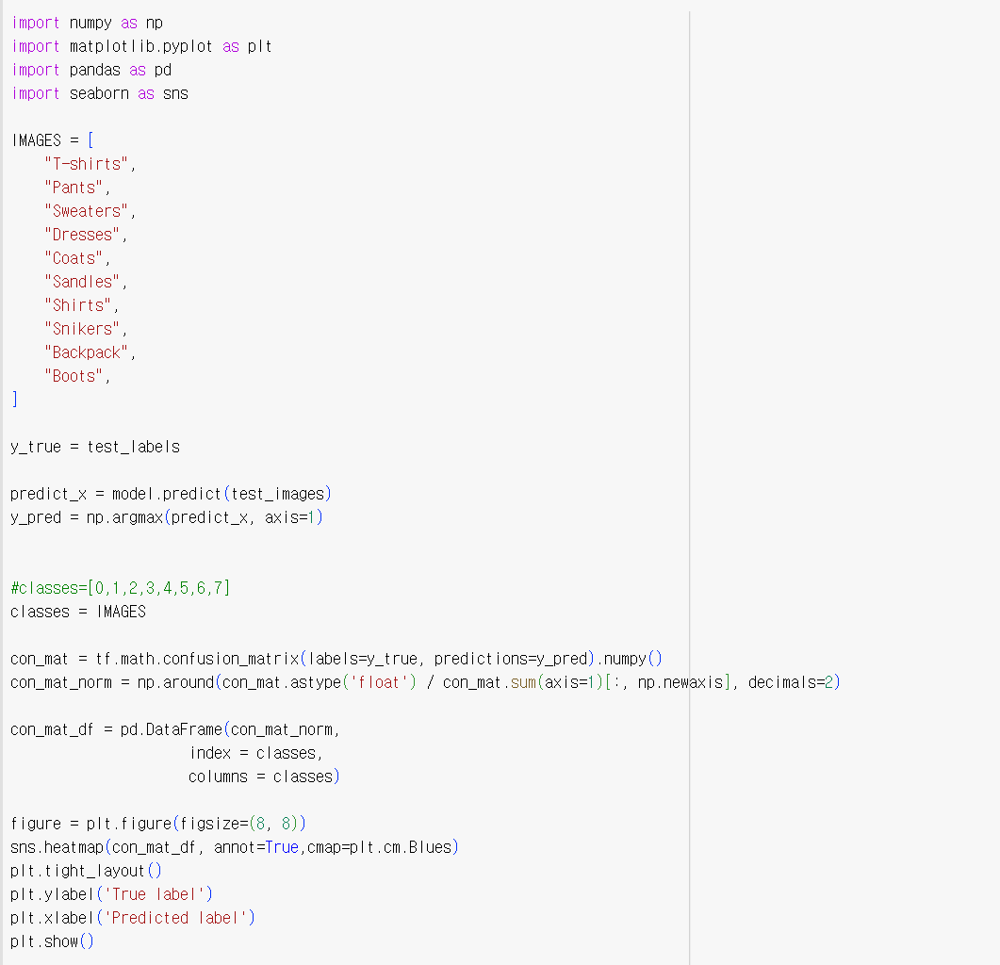 import numpy as np
import matplotlib.pyplot as plt
import pandas as pd
import seaborn as sns
IMAGES = [
"T-shirts",
"Pants",
"Sweaters",
"Dresses",
"Coats",
"Sandles",
"Shirts",
"Snikers",
"Backpack",
"Boots",
]
y_true = test_labels
predict_x = model.predict(test_images)
y_pred = np.argmax(predict_x, axis=1)
#classes=[0,1,2,3,4,5,6,7]
classes = IMAGES
con_mat = tf.math.confusion_matrix(labels=y_true, predictions=y_pred).numpy()
con_mat_norm = np.around(con_mat.astype('float') / con_mat.sum(axis=1)[:, np.newaxis], decimals=2)
con_mat_df = pd.DataFrame(con_mat_norm,
index = classes,
columns = classes)
figure = plt.figure(figsize=(8, 8))
sns.heatmap(con_mat_df, annot=True,cmap=plt.cm.Blues)
plt.tight_layout()
plt.ylabel('True label')
plt.xlabel('Predicted label')
plt.show()